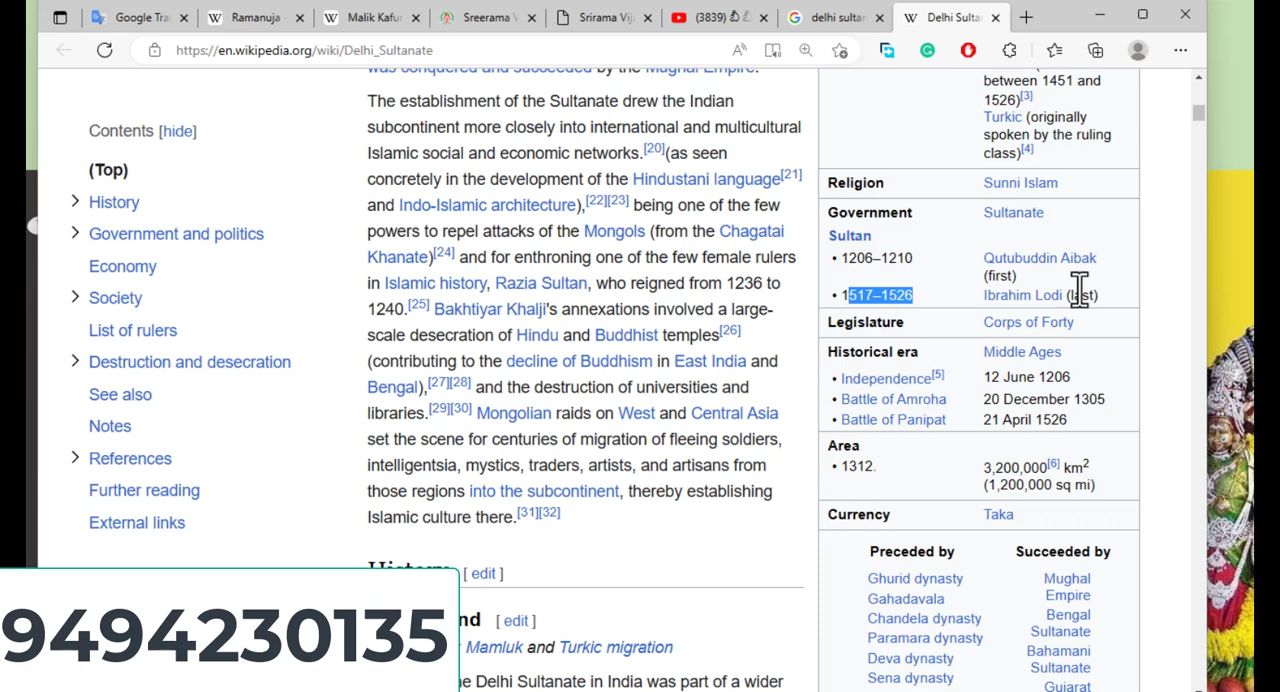 Google Tra
Ramanuja -
Malik Kafu
Sreerama V
Srirama Vij
(3839)
delhi sultan
Delhi Sulta
https://en.wikipedia.org/wiki/Delhi_Sultanate
Contents [hide]
(Top)
History
Government and politics
Economy
Society
List of rulers
Destruction and desecration
See also
Notes
References
Further reading
External links
was conquered and succeeded by the Mughal Empire.
The establishment of the Sultanate drew the Indian
subcontinent more closely into international and multicultural
Islamic social and economic networks.[20](as seen
concretely in the development of the Hindustani language[21]
and Indo-Islamic architecture),[22][23] being one of the few
powers to repel attacks of the Mongols (from the Chagatai
Khanate)[24] and for enthroning one of the few female rulers
in Islamic history, Razia Sultan, who reigned from 1236 to
1240.[25] Bakhtiyar Khalji's annexations involved a large-
scale desecration of Hindu and Buddhist temples[26]
(contributing to the decline of Buddhism in East India and
Bengal),[27][28] and the destruction of universities and
libraries.[29][30] Mongolian raids on West and Central Asia
set the scene for centuries of migration of fleeing soldiers,
intelligentsia, mystics, traders, artists, and artisans from
those regions into the subcontinent, thereby establishing
Islamic culture there.[31][32]
History [ edit ]
nd [ edit ]
Mamluk and Turkic migration
he Delhi Sultanate in India was part of a wider
between 1451 and
1526)[3]
Turkic (originally
spoken by the ruling
class)[4]
Religion Sunni Islam
Government Sultanate
Sultan
• 1206–1210 Qutubuddin Aibak
(first)
• 1517–1526 Ibrahim Lodi (last)
Legislature Corps of Forty
Historical era Middle Ages
• Independence[5] 12 June 1206
• Battle of Amroha 20 December 1305
• Battle of Panipat 21 April 1526
Area
• 1312. 3,200,000[6] km2
(1,200,000 sq mi)
Currency Taka
Preceded by
Ghurid dynasty
Gahadavala
Chandela dynasty
Paramara dynasty
Deva dynasty
Sena dynasty
Succeeded by
Mughal
Empire
Bengal
Sultanate
Bahamani
Sultanate
Gujarat
9494230135